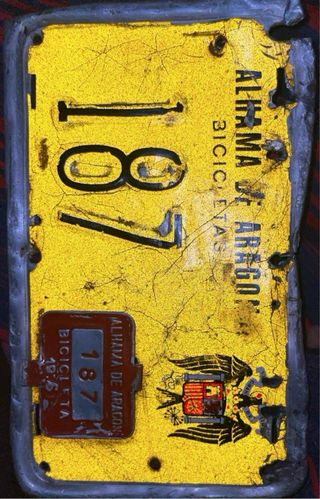 ALHAMA DE ARAGON
BICICLETAS
187
ALHAMA DE ARAGON
187
BICICLETA